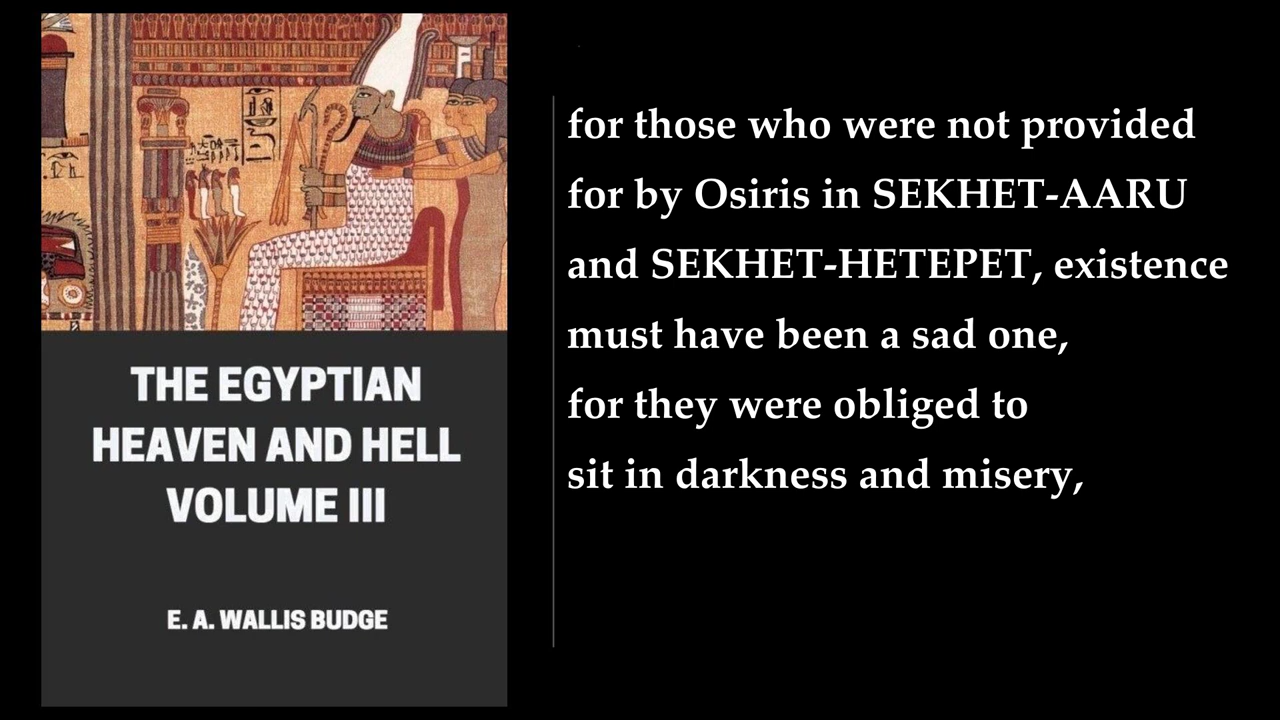 THE EGYPTIAN
HEAVEN AND HELL
VOLUME III
E. A. WALLIS BUDGE
for those who were not provided
for by Osiris in SEKHET-AARU
and SEKHET-HETEPET, existence
must have been a sad one,
for they were obliged to
sit in darkness and misery,